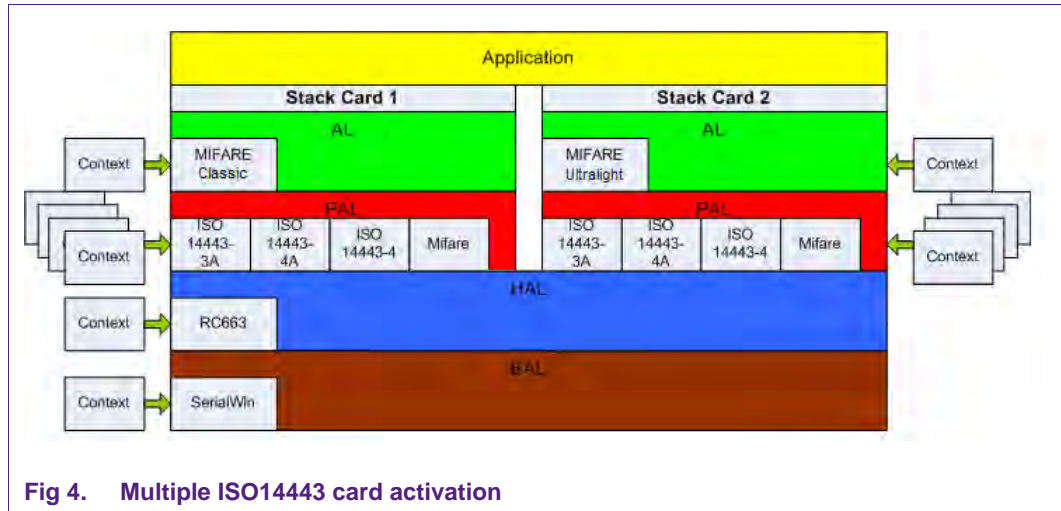 Application
Stack Card 1
Stack Card 2
AL
AL
Context
MIFARE
Classic
MIFARE
Ultralight
Context
PAL
PAL
Context
ISO
14443-
3A
ISO
14443-
4A
ISO
14443-4
Mifare
ISO
14443-
3A
ISO
14443-
4A
ISO
14443-4
Mifare
Context
HAL
Context
RC663
BAL
Context
SerialWin
Fig 4. Multiple ISO14443 card activation